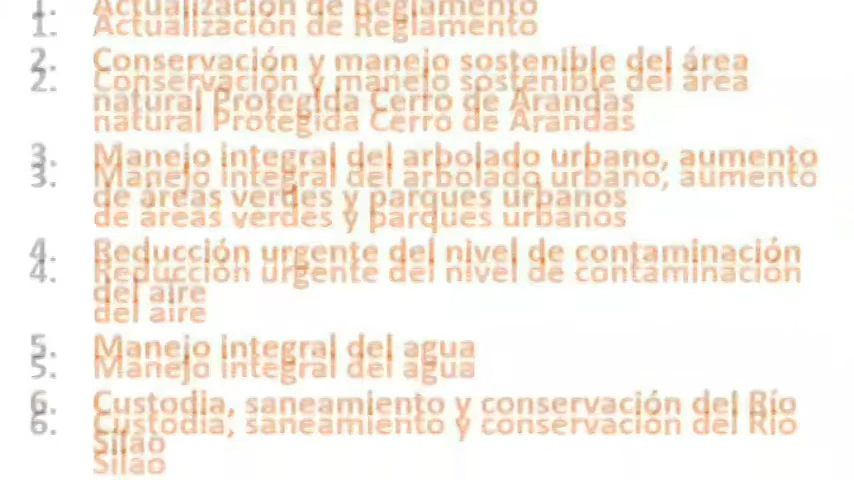 1. Actualización de Reglamento
2. Conservación y manejo sostenible del área
natural Protegida Cerro de Arandas
3. Manejo integral del arbolado urbano, aumento
de áreas verdes y parques urbanos
4. Reducción urgente del nivel de contaminación
del aire
5. Manejo integral del agua
6. Custodia, saneamiento y conservación del Río
Silao